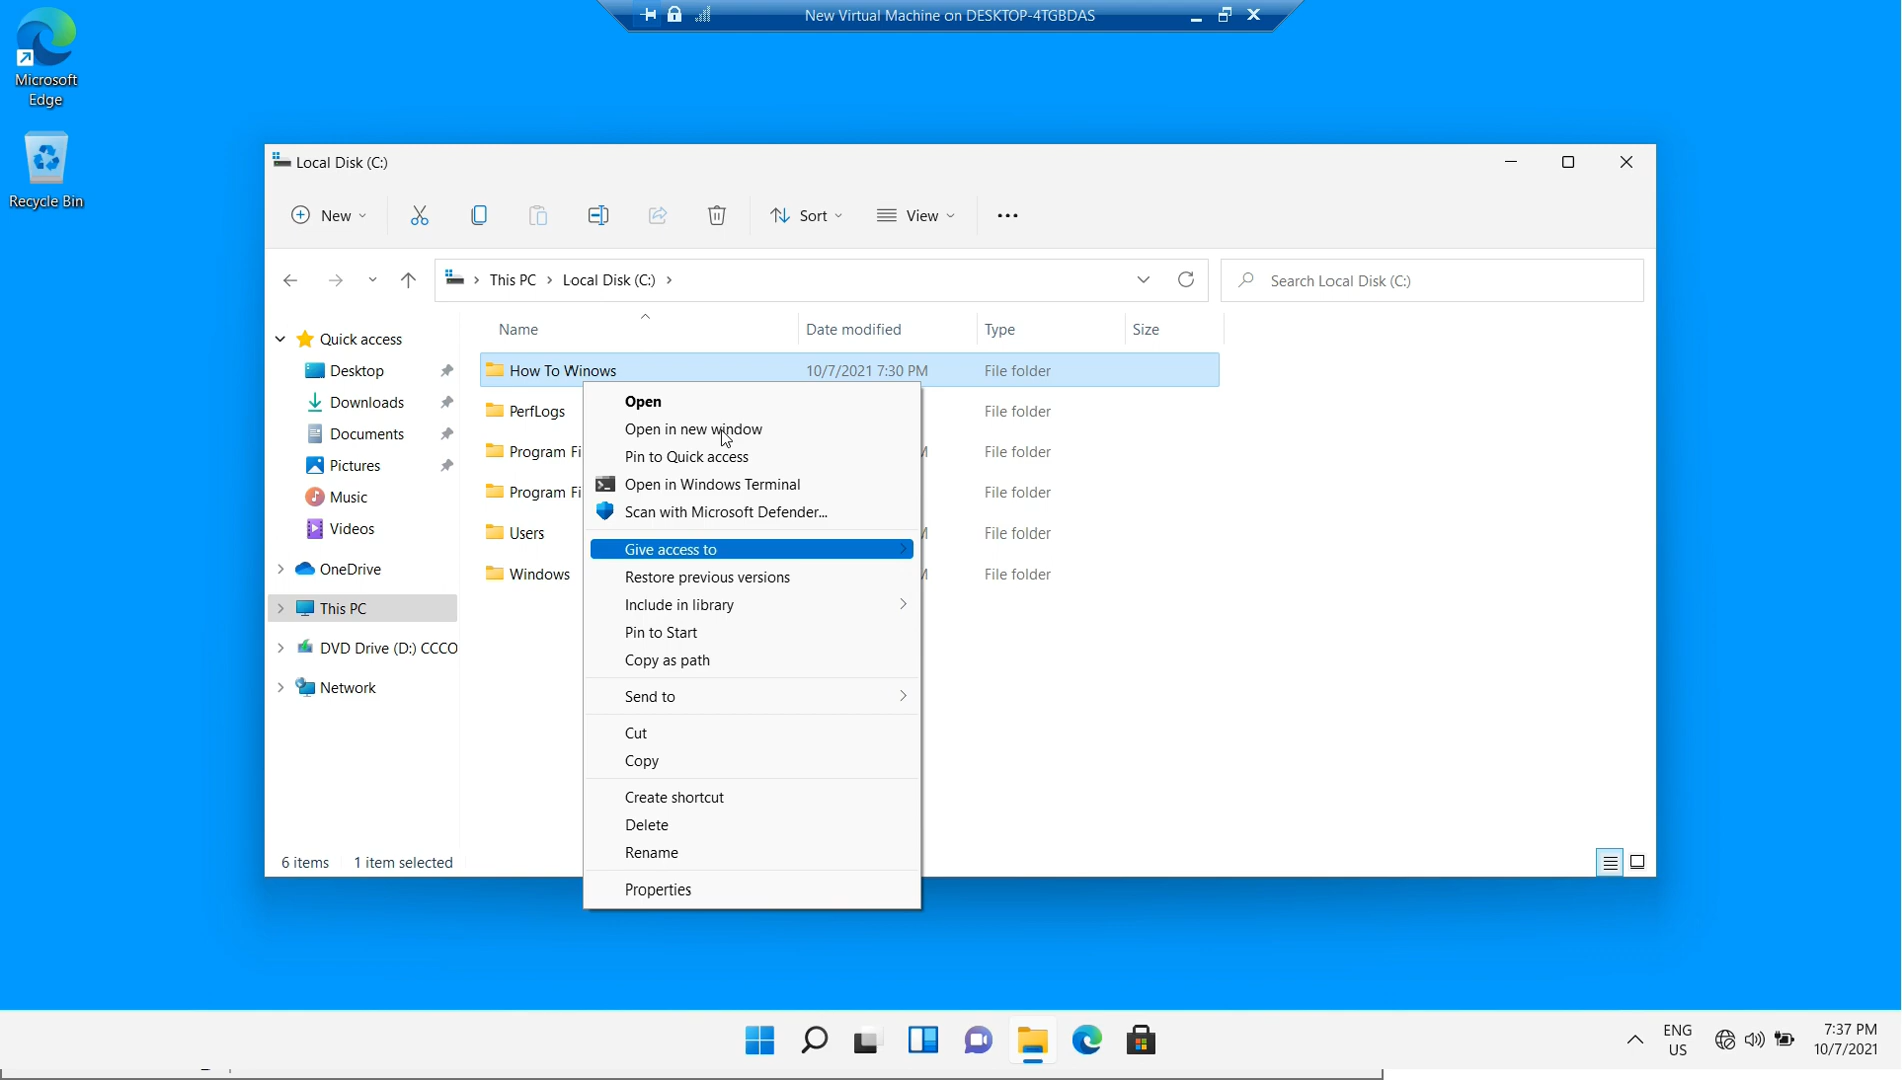 New Virtual Machine on DESKTOP-4TGBDAS
Microsoft
Edge
Recycle Bin
Local Disk (C:)
New
Sort
View
This PC > Local Disk (C:) >
Search Local Disk (C:)
Name Date modified Type Size
Quick access
Desktop
Downloads
Documents
Pictures
Music
Videos
OneDrive
This PC
DVD Drive (D:) CCCO
Network
How To Winows 10/7/2021 7:30 PM File folder
PerfLogs File folder
Program Fi File folder
Program Fi File folder
Users File folder
Windows File folder
Open
Open in new window
Pin to Quick access
Open in Windows Terminal
Scan with Microsoft Defender...
Give access to
Restore previous versions
Include in library
Pin to Start
Copy as path
Send to
Cut
Copy
Create shortcut
Delete
Rename
Properties
6 items 1 item selected
ENG
US
7:37 PM
10/7/2021